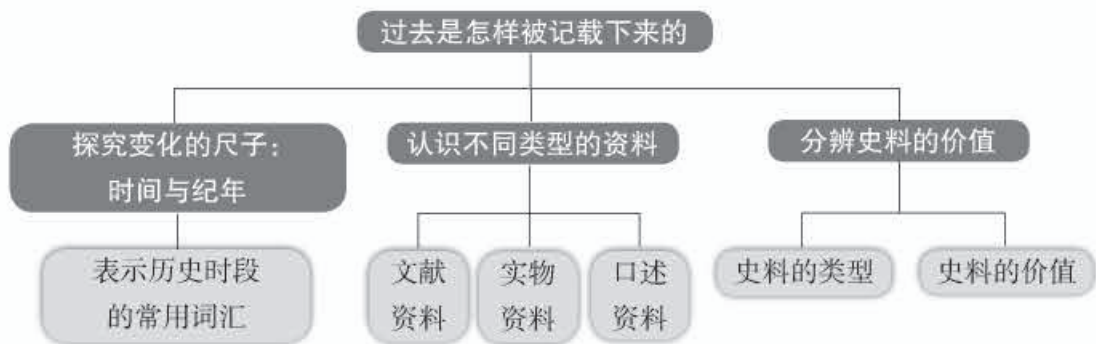 过去是怎样被记载下来的
探究变化的尺子：
时间与纪年
认识不同类型的资料
分辨史料的价值
表示历史时段
的常用词汇
文献
资料
实物
资料
口述
资料
史料的类型
史料的价值